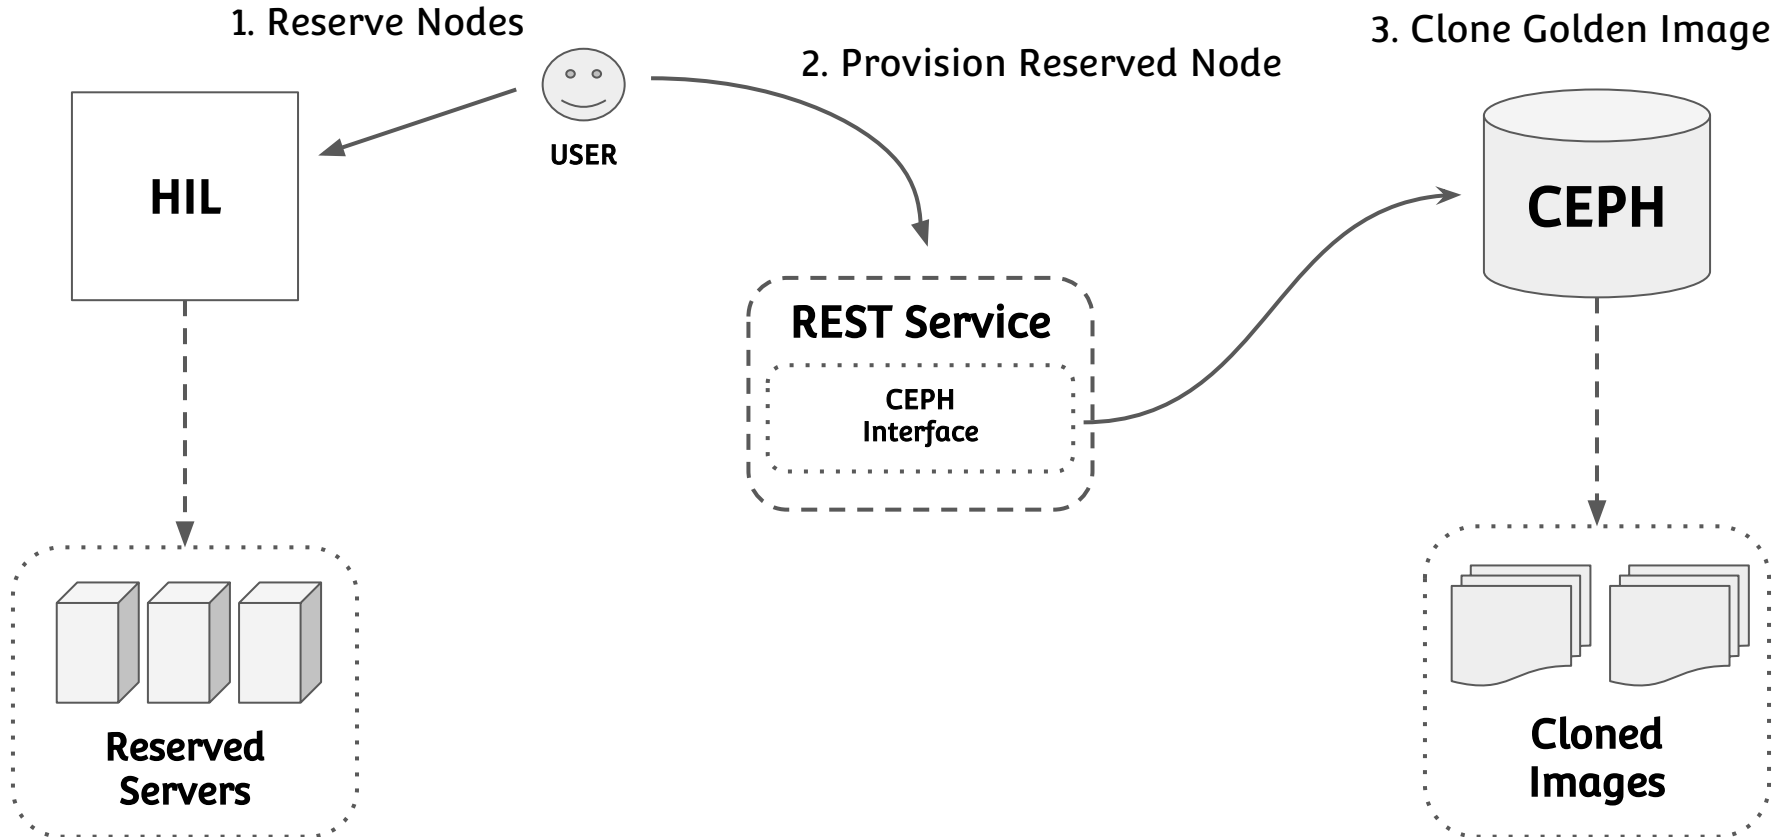 1. Reserve Nodes
2. Provision Reserved Node
3. Clone Golden Image
USER
HIL
CEPH
REST Service
CEPH
Interface
Reserved
Servers
Cloned
Images